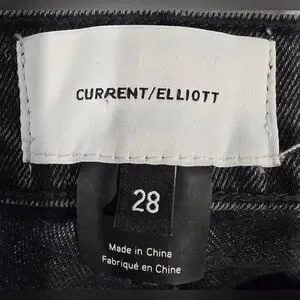 CURRENT/ELLIOTT
28
Made in China
Fabriqué en Chine